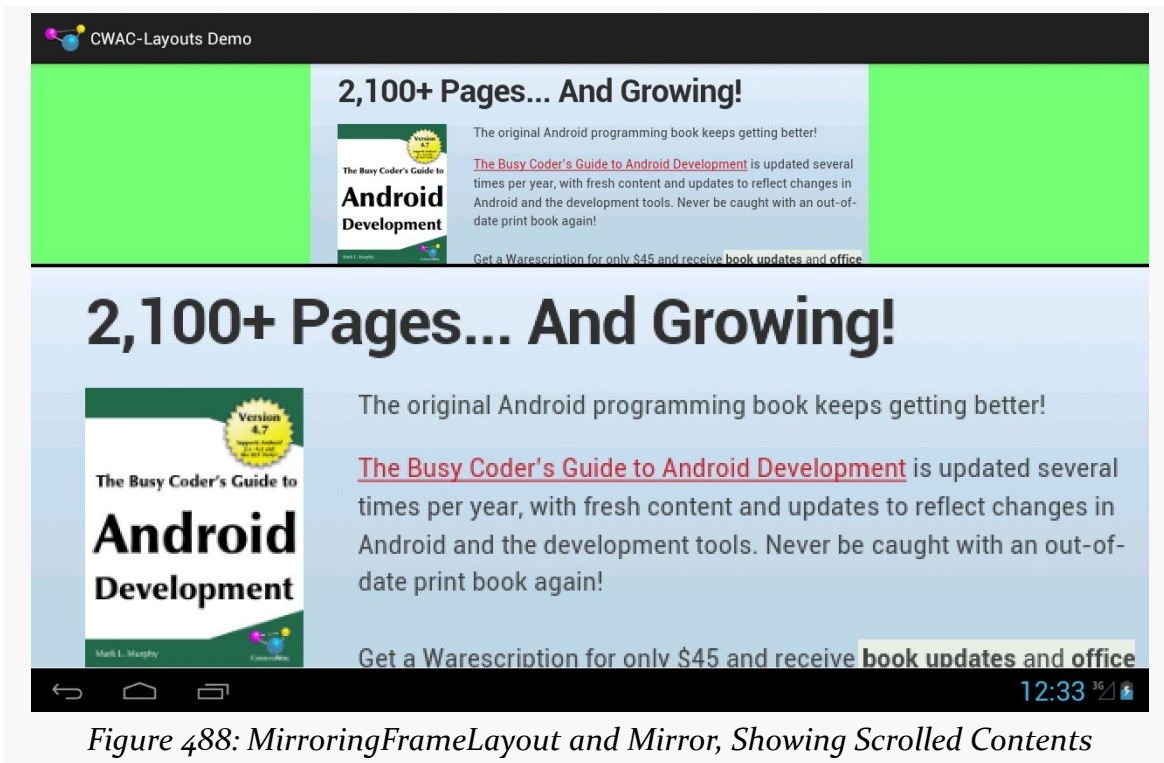 CWAC-Layouts Demo
2,100+ Pages... And Growing!
The original Android programming book keeps getting better!
Version
4.7
The Busy Coder's Guide to
Android
Development
Mark L. Murphy
The Busy Coder's Guide to Android Development is updated several
times per year, with fresh content and updates to reflect changes in
Android and the development tools. Never be caught with an out-of-
date print book again!
Get a Warescription for only $45 and receive book updates and office
2,100+ Pages... And Growing!
The original Android programming book keeps getting better!
Version
4.7
The Busy Coder's Guide to
Android
Development
Mark L. Murphy
CommonsWare
The Busy Coder's Guide to Android Development is updated several
times per year, with fresh content and updates to reflect changes in
Android and the development tools. Never be caught with an out-of-
date print book again!
Get a Warescription for only $45 and receive book updates and office
12:33 3G
Figure 488: MirroringFrameLayout and Mirror, Showing Scrolled Contents